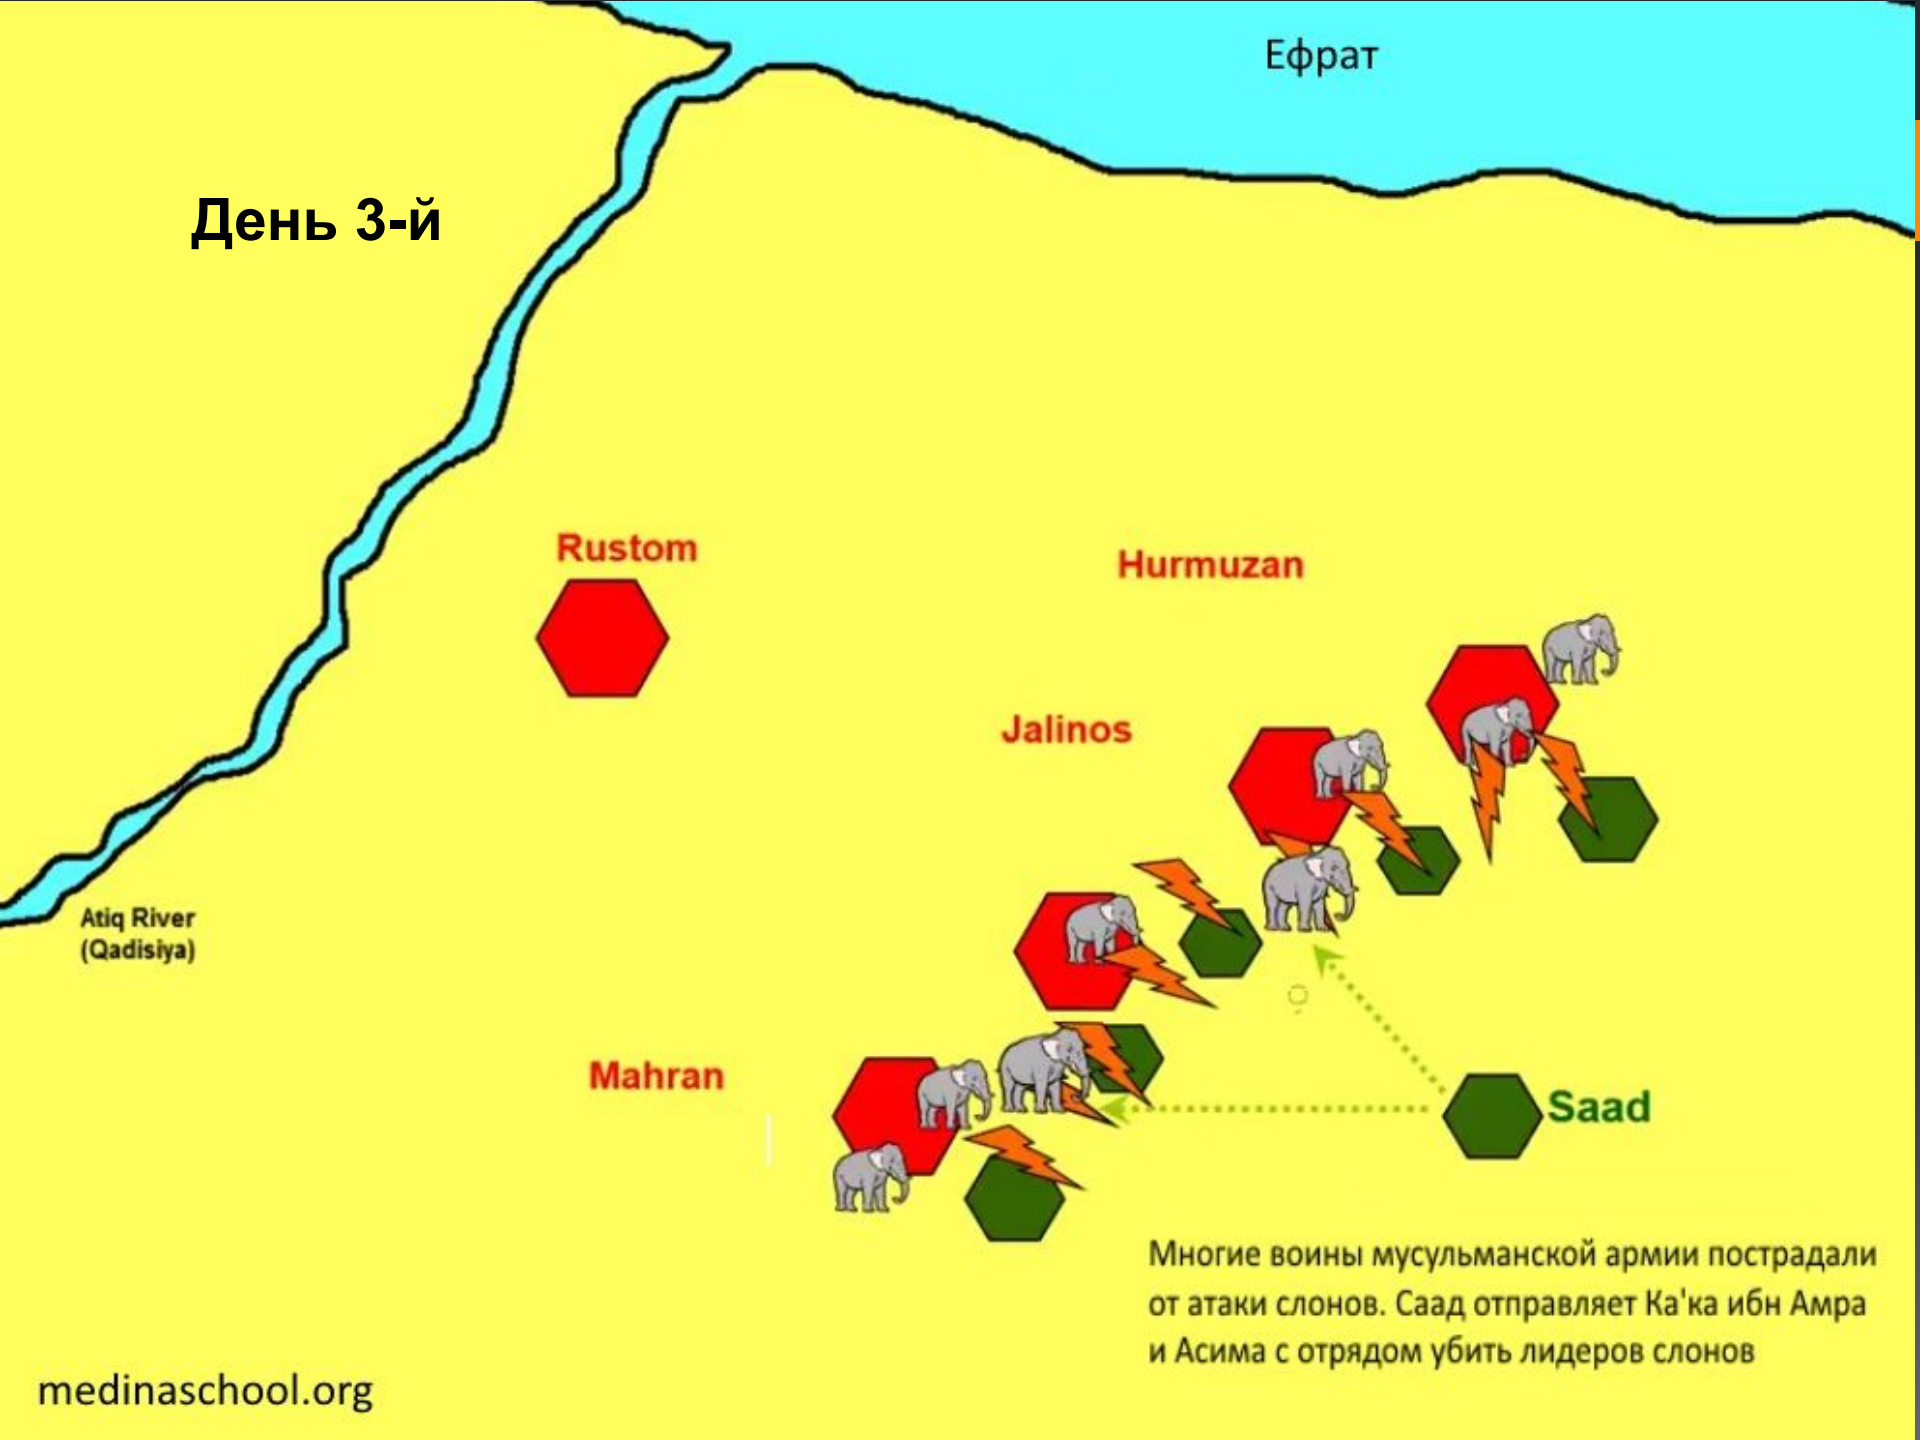 Ефрат
День 3-й
Rustom
Hurmuzan
Jalinos
Atiq River
(Qadisiya)
Mahran
Saad
Многие воины мусульманской армии пострадали
от атаки слонов. Саад отправляет Ка'ка ибн Амра
и Асима с отрядом убить лидеров слонов
medinaschool.org